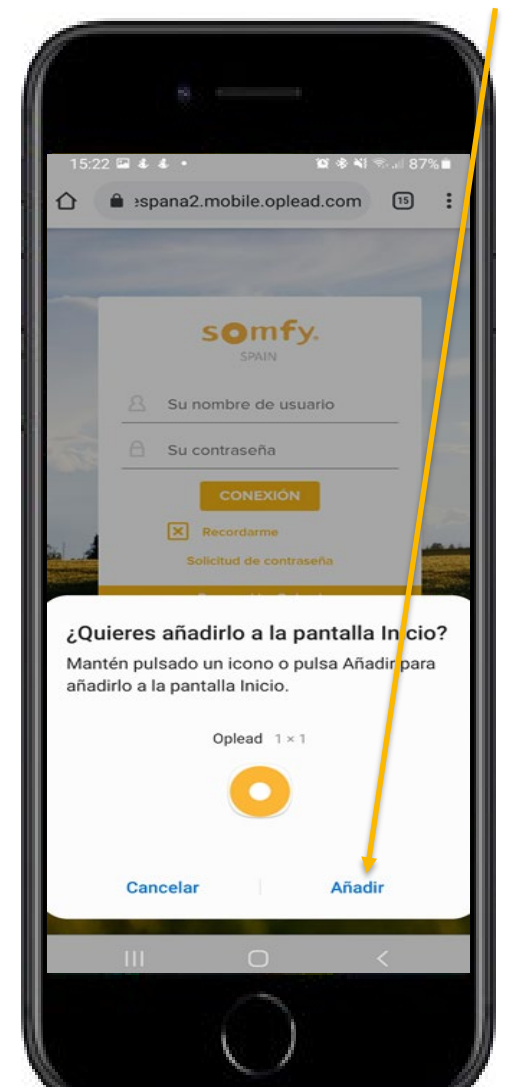 15:22 87%
espana2.mobile.oplead.com 15
somfy.
SPAIN
Su nombre de usuario
Su contraseña
CONEXIÓN
Recordarme
Solicitud de contraseña
¿Quieres añadirlo a la pantalla Inicio?
Mantén pulsado un icono o pulsa Añadir para
añadirlo a la pantalla Inicio.
Oplead 1 × 1
Cancelar Añadir